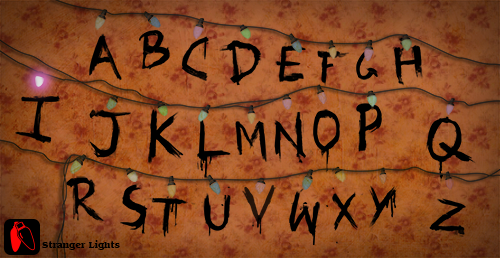 A B C D E F G H
I J K L M N O P Q
R S T U V W X Y Z
Stranger Lights